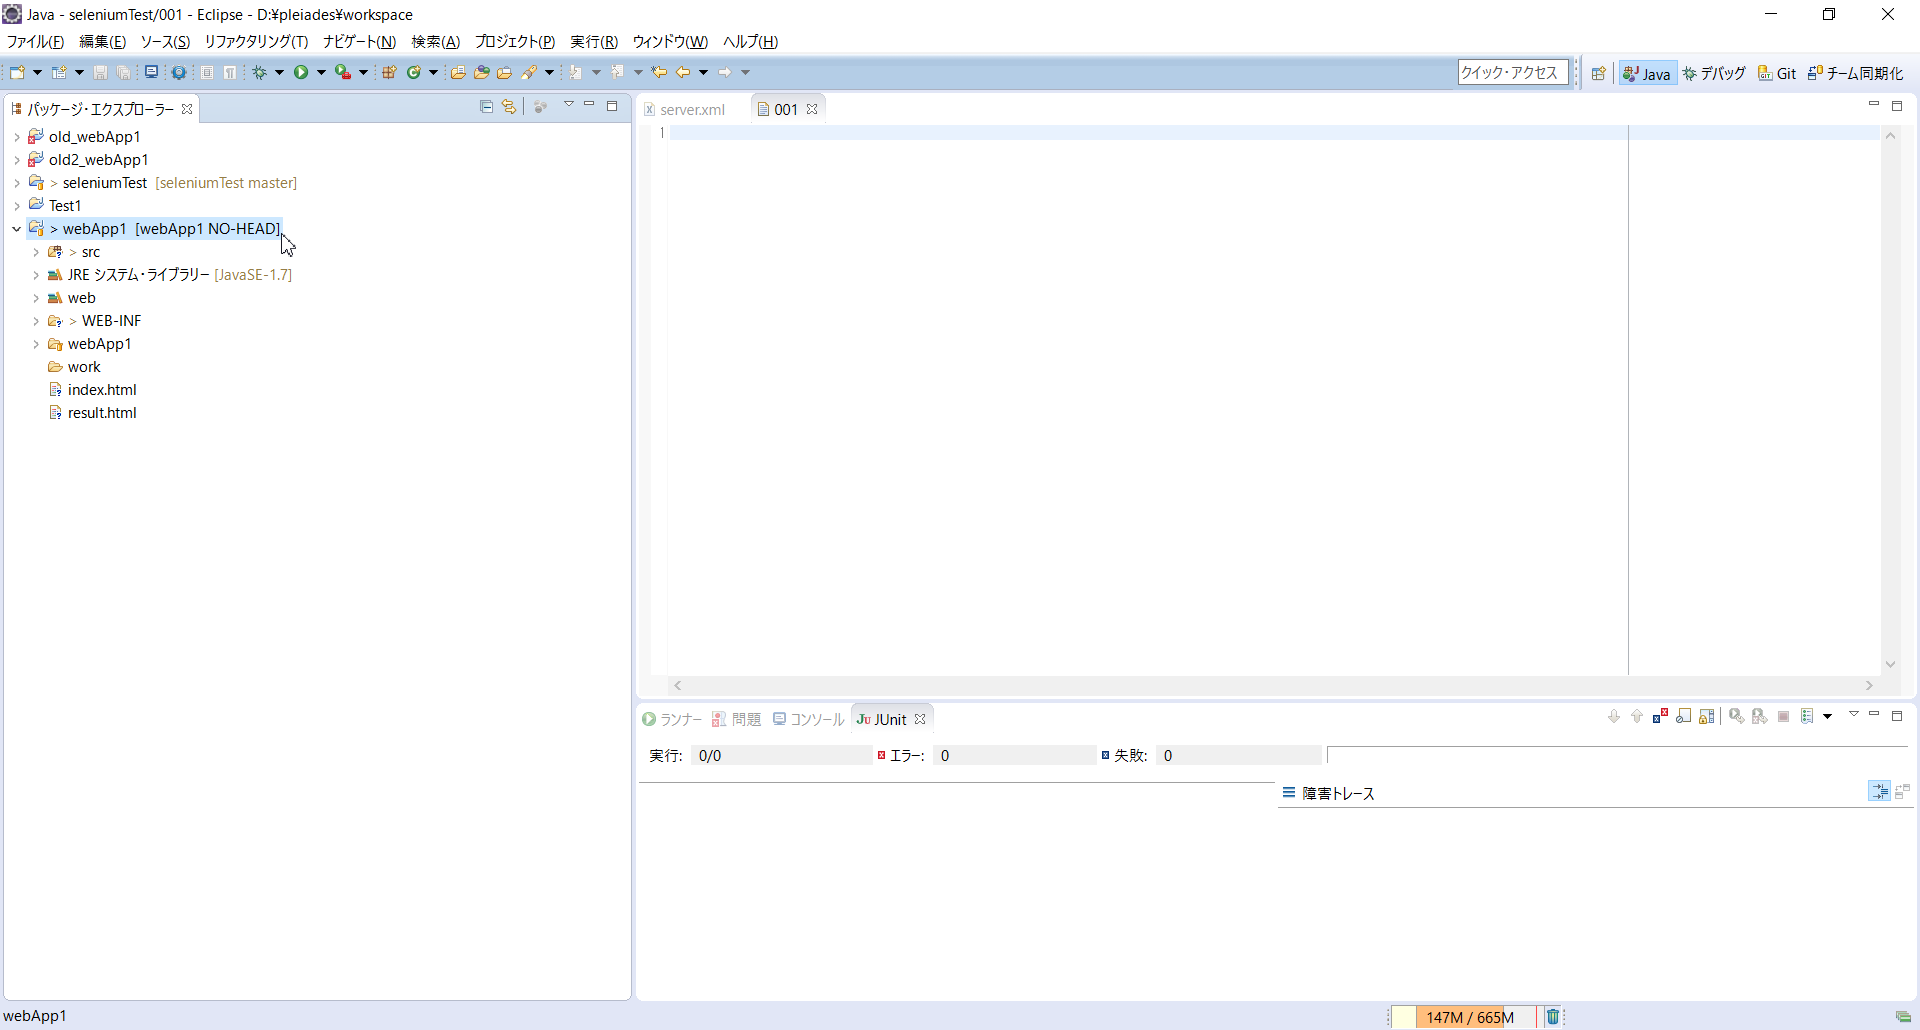 Java - seleniumTest/001 - Eclipse - D:¥pleiades¥workspace
ファイル(F) 編集(E) ソース(S) リファクタリング(T) ナビゲート(N) 検索(A) プロジェクト(P) 実行(R) ウィンドウ(W) ヘルプ(H)
クイック・アクセス Java デバッグ Git チーム同期化
パッケージ・エクスプローラー
old_webApp1
old2_webApp1
> seleniumTest [seleniumTest master]
Test1
> webApp1 [webApp1 NO-HEAD]
> src
JRE システム・ライブラリー [JavaSE-1.7]
web
> WEB-INF
webApp1
work
index.html
result.html
server.xml 001
1
ランナー 問題 コンソール JUnit
実行: 0/0 エラー: 0 失敗: 0
障害トレース
webApp1
147M / 665M